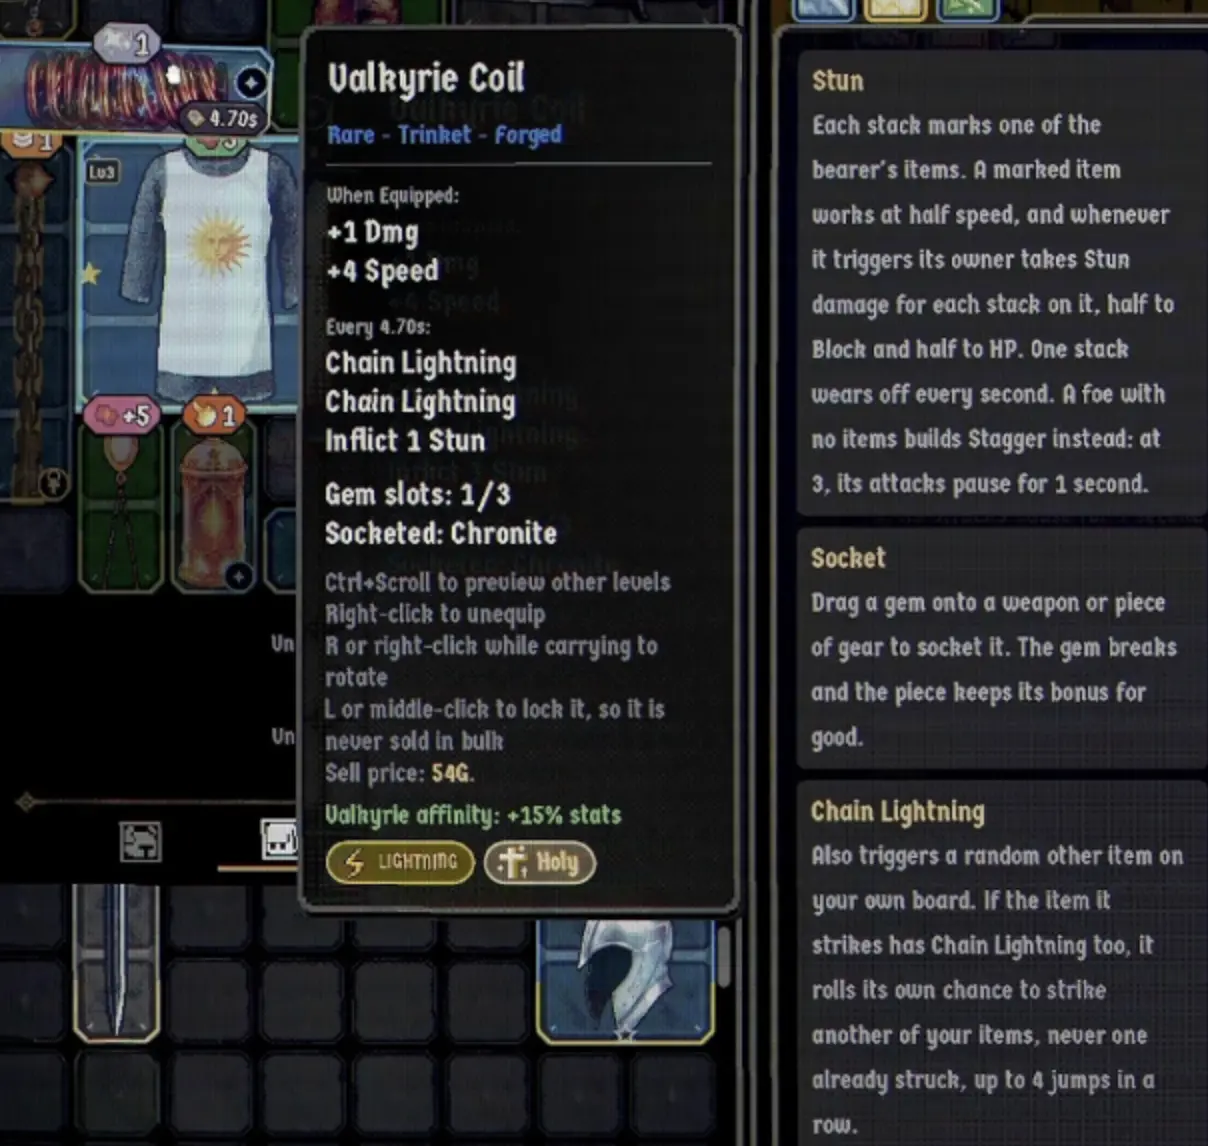 1
4.70s
1
Lv3
+5
1
Un
Un
Valkyrie Coil
Rare - Trinket - Forged
When Equipped:
+1 Dmg
+4 Speed
Every 4.70s:
Chain Lightning
Chain Lightning
Inflict 1 Stun
Gem slots: 1/3
Socketed: Chronite
Ctrl+Scroll to preview other levels
Right-click to unequip
R or right-click while carrying to
rotate
L or middle-click to lock it, so it is
never sold in bulk
Sell price: 54G.
Valkyrie affinity: +15% stats
LIGHTNING
Holy
Stun
Each stack marks one of the
bearer's items. A marked item
works at half speed, and whenever
it triggers its owner takes Stun
damage for each stack on it, half to
Block and half to HP. One stack
wears off every second. A foe with
no items builds Stagger instead: at
3, its attacks pause for 1 second.
Socket
Drag a gem onto a weapon or piece
of gear to socket it. The gem breaks
and the piece keeps its bonus for
good.
Chain Lightning
Also triggers a random other item on
your own board. If the item it
strikes has Chain Lightning too, it
rolls its own chance to strike
another of your items, never one
already struck, up to 4 jumps in a
row.